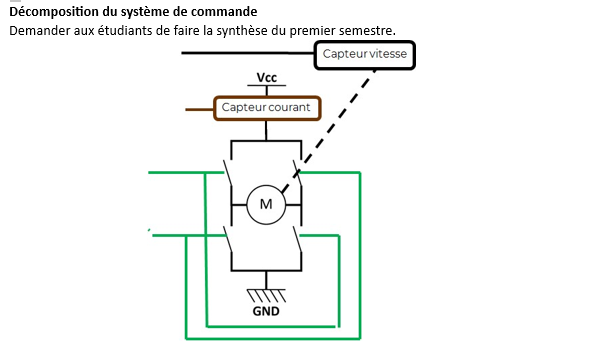 Décomposition du système de commande
Demander aux étudiants de faire la synthèse du premier semestre.
Capteur vitesse
Vcc
Capteur courant
M
GND